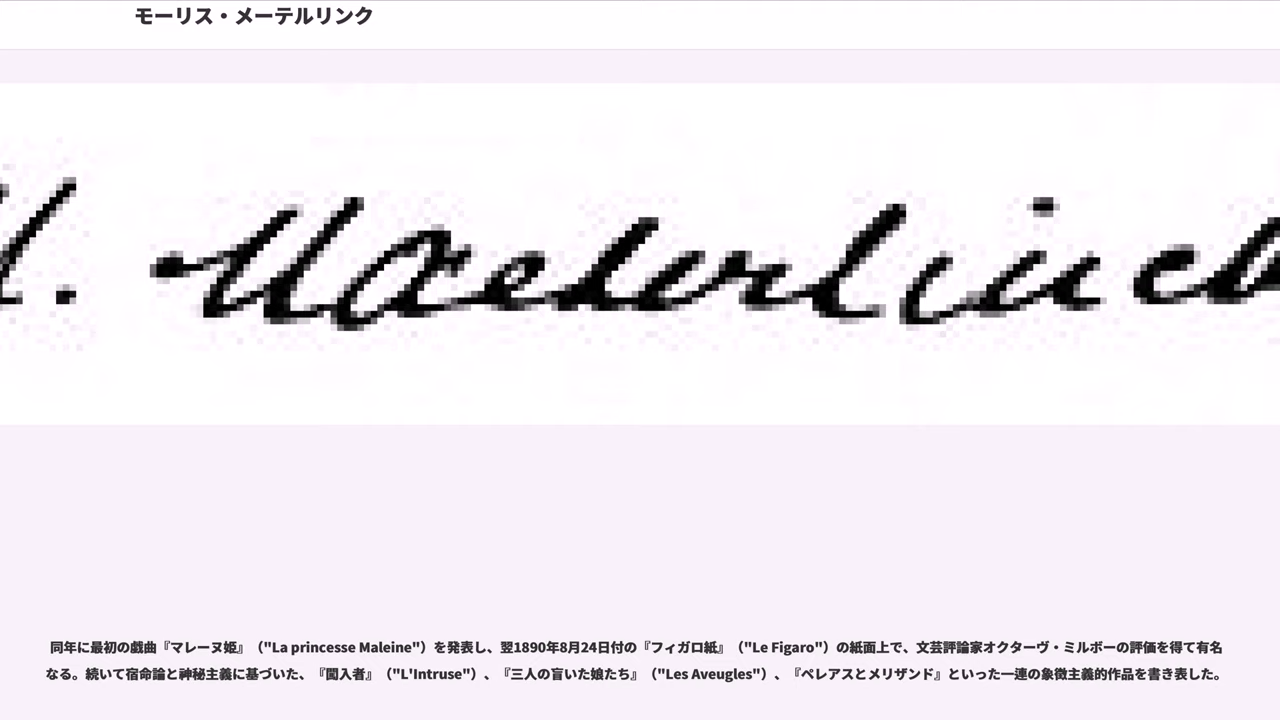 モーリス・メーテルリンク
M. Maeterlinck
同年に最初の戯曲『マレーヌ姫』（"La princesse Maleine"）を発表し、翌1890年8月24日付の『フィガロ紙』（"Le Figaro"）の紙面上で、文芸評論家オクターヴ・ミルボーの評価を得て有名
なる。続いて宿命論と神秘主義に基づいた、『闖入者』（"L'Intruse"）、『三人の盲いた娘たち』（"Les Aveugles"）、『ペレアスとメリザンド』といった一連の象徴主義的作品を書き表した。